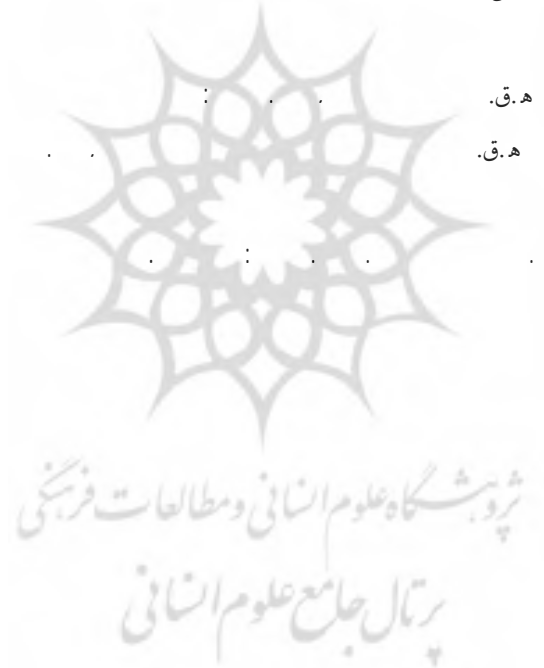 ه.ق.
ه.ق.
پژوهشگاه علوم انسانی و مطالعات فرهنگی
پرتال جامع علوم انسانی